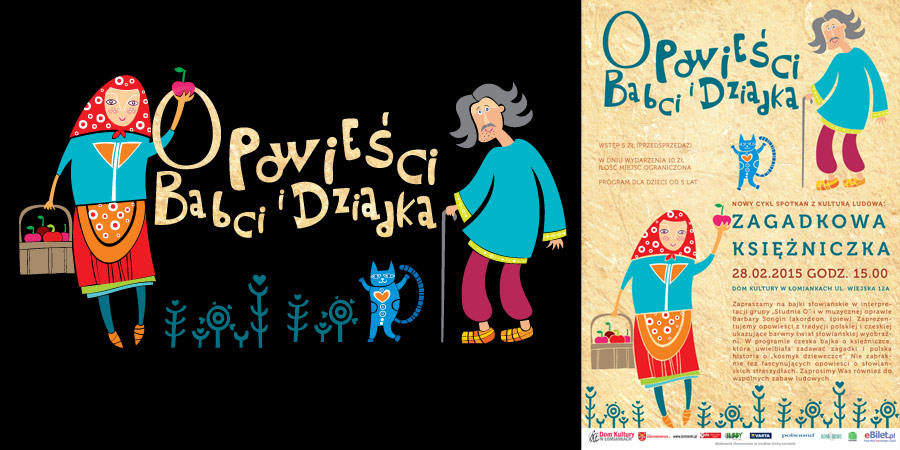 Opowieści
Babci i Dziadka
Opowieści
Babci i Dziadka
WSTĘP 5 ZŁ (PRZEDSPRZEDAŻ)
W DNIU WYDARZENIA 10 ZŁ
ILOŚĆ MIEJSC OGRANICZONA
PROGRAM DLA DZIECI OD 5 LAT
NOWY CYKL SPOTKAŃ Z KULTURĄ LUDOWĄ:
ZAGADKOWA
KSIĘŻNICZKA
28.02.2015 GODZ. 15.00
DOM KULTURY W ŁOMIANKACH UL. WIEJSKA 12A
Zapraszamy na bajki słowiańskie w interpre-
tacji grupy „Studnia O" i w muzycznej oprawie
Barbary Songin (akordeon, śpiew). Zaprezen-
tujemy opowieści z tradycji polskiej i czeskiej
ukazujące barwny świat słowiańskiej wyobraź-
ni. W programie czeska bajka o księżniczce,
która uwielbiała zadawać zagadki i polska
historia o „kosmyk dzieweczce". Nie zabrak-
nie też fascynujących opowieści o słowiań-
skich straszydłach. Zaprosimy Was również do
wspólnych zabaw ludowych.
Dom Kultury
W ŁOMIANKACH
VARTA
polsound
eBilet.pl